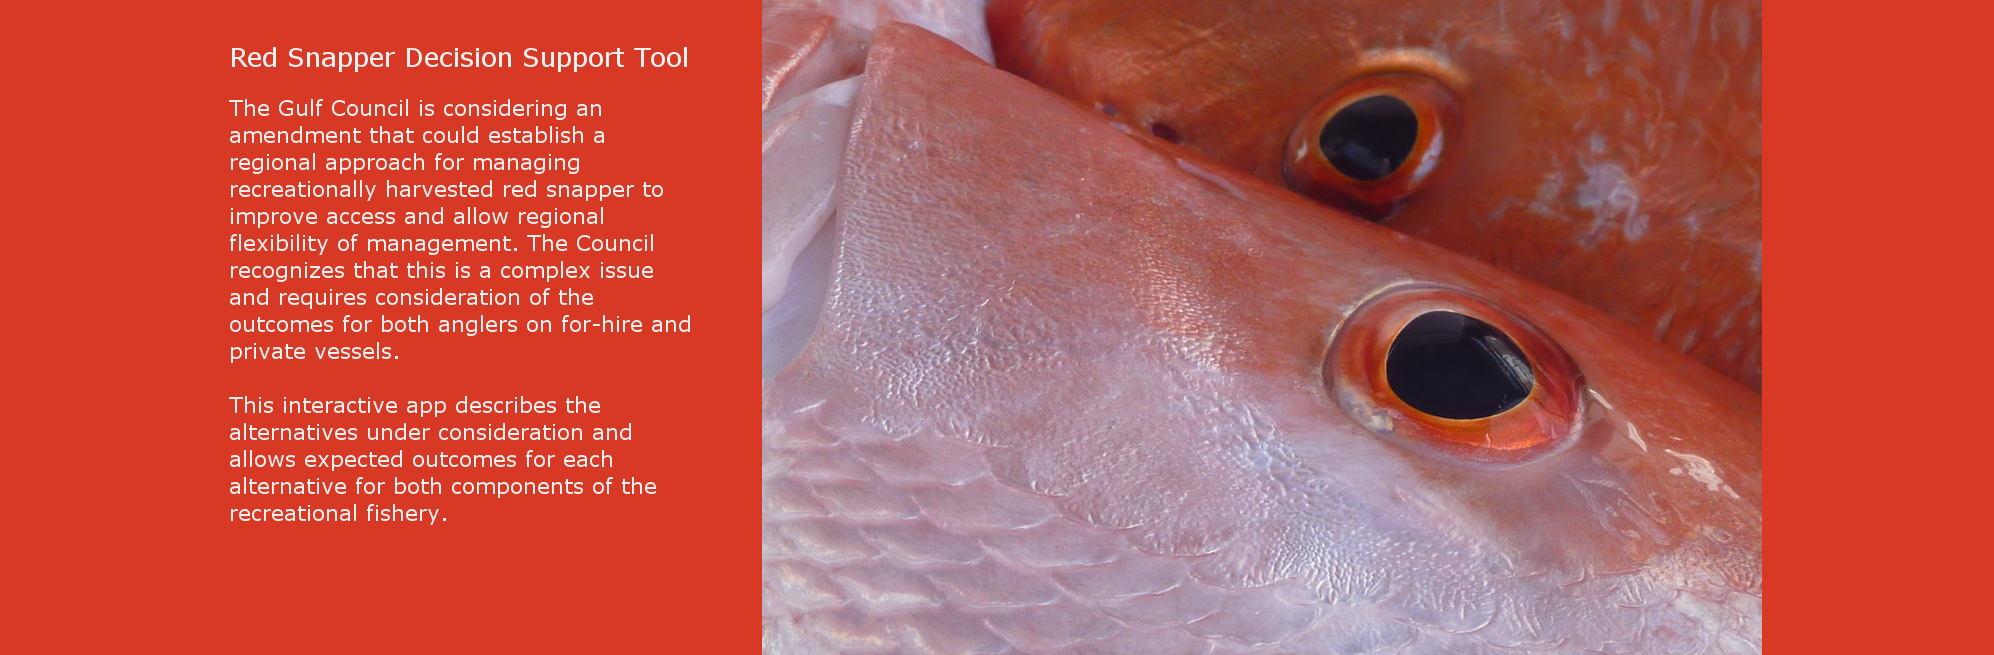 Red Snapper Decision Support Tool
The Gulf Council is considering an
amendment that could establish a
regional approach for managing
recreationally harvested red snapper to
improve access and allow regional
flexibility of management. The Council
recognizes that this is a complex issue
and requires consideration of the
outcomes for both anglers on for-hire and
private vessels.
This interactive app describes the
alternatives under consideration and
allows expected outcomes for each
alternative for both components of the
recreational fishery.